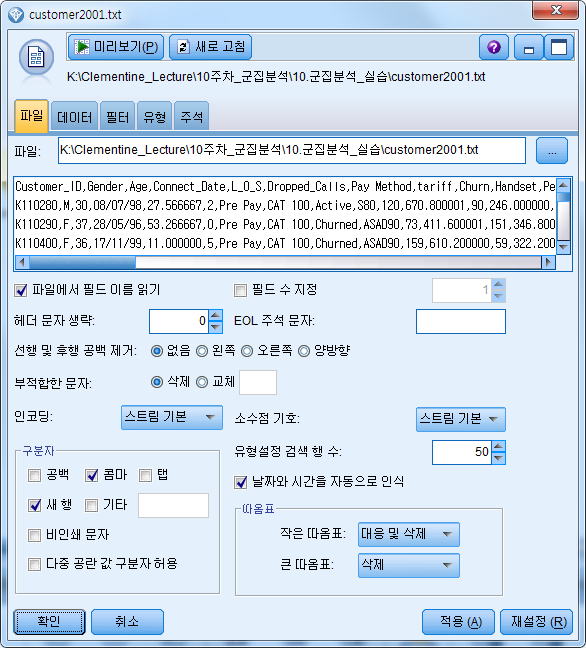 customer2001.txt
미리보기(P) 새로 고침 ?
K:\Clementine_Lecture\10주차_군집분석\10.군집분석_실습\customer2001.txt
파일 데이터 필터 유형 주석
파일: K:\Clementine_Lecture\10주차_군집분석\10.군집분석_실습\customer2001.txt ...
Customer_ID,Gender,Age,Connect_Date,L_O_S,Dropped_Calls,Pay Method,tariff,Churn,Handset,Pe
K110280,M,30,08/07/98,27.566667,2,Pre Pay,CAT 100,Active,S80,120,670.800001,90,246.000000,
K110290,F,37,28/05/96,53.266667,0,Pre Pay,CAT 100,Churned,ASAD90,73,411.600001,151,346.800
K110400,F,36,17/11/99,11.000000,5,Pre Pay,CAT 100,Churned,ASAD90,159,610.200000,59,322.200
파일에서 필드 이름 읽기 필드 수 지정 1
헤더 문자 생략: 0 EOL 주석 문자:
선행 및 후행 공백 제거: 없음 왼쪽 오른쪽 양방향
부적합한 문자: 삭제 교체
인코딩: 스트림 기본 소수점 기호: 스트림 기본
구분자 유형설정 검색 행 수: 50
공백 콤마 탭 날짜와 시간을 자동으로 인식
새 행 기타 따옴표
비인쇄 문자 작은 따옴표: 대응 및 삭제
다중 공란 값 구분자 허용 큰 따옴표: 삭제
확인 취소 적용 (A) 재설정 (R)